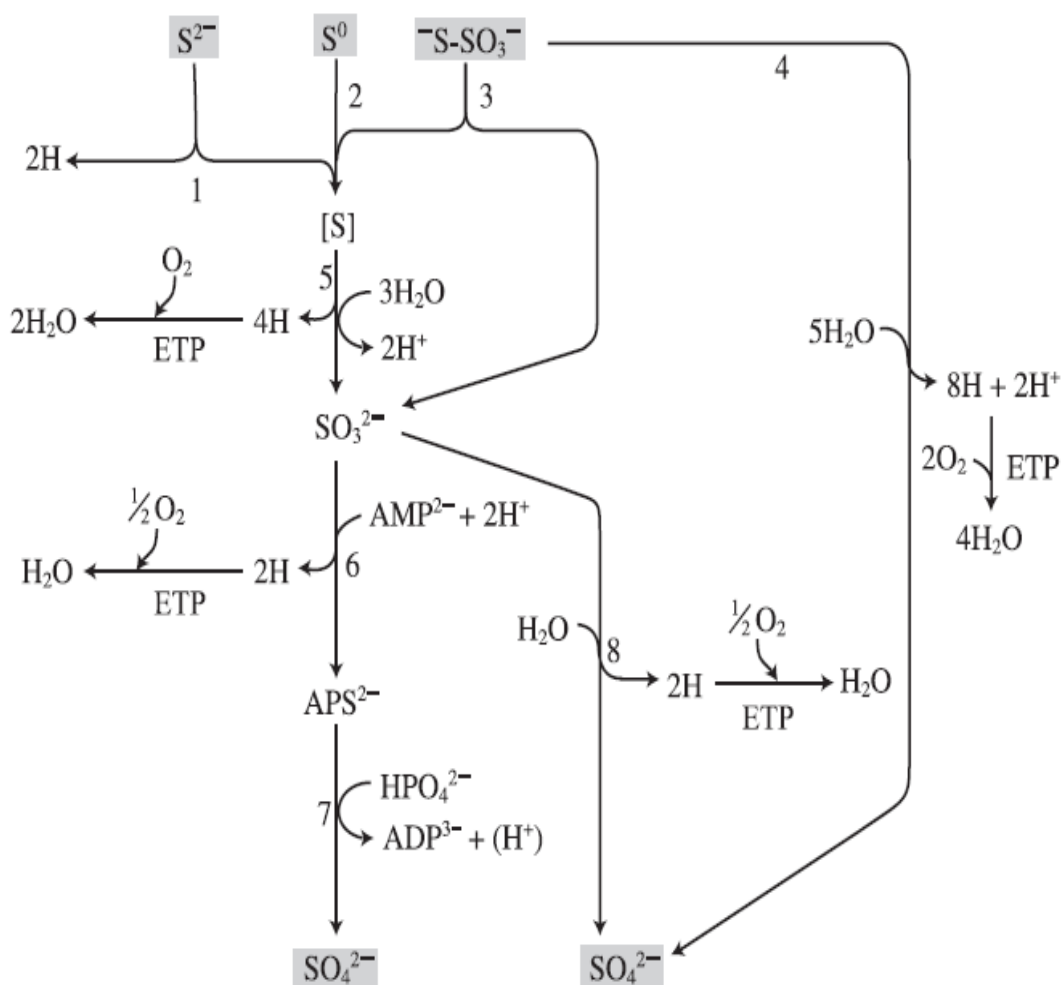 S²⁻ S⁰ ⁻S-SO₃⁻
4
2 3
2H
1
[S]
O₂ 5 3H₂O
2H₂O 4H
ETP 2H⁺
5H₂O
8H + 2H⁺
SO₃²⁻
2O₂ ETP
½O₂ AMP²⁻ + 2H⁺
4H₂O
H₂O 2H 6
ETP
H₂O ½O₂
8
APS²⁻ 2H H₂O
ETP
HPO₄²⁻
7
ADP³⁻ + (H⁺)
SO₄²⁻ SO₄²⁻